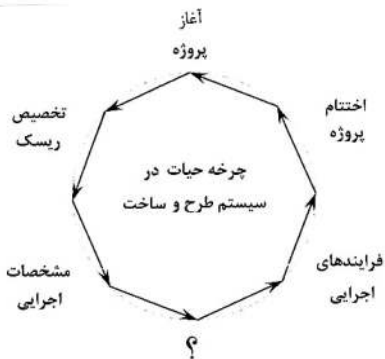 آغاز
پروژه
تخصیص
ریسک
اختتام
پروژه
چرخه حیات در
سیستم طرح و ساخت
مشخصات
اجرایی
فرایندهای
اجرایی
؟